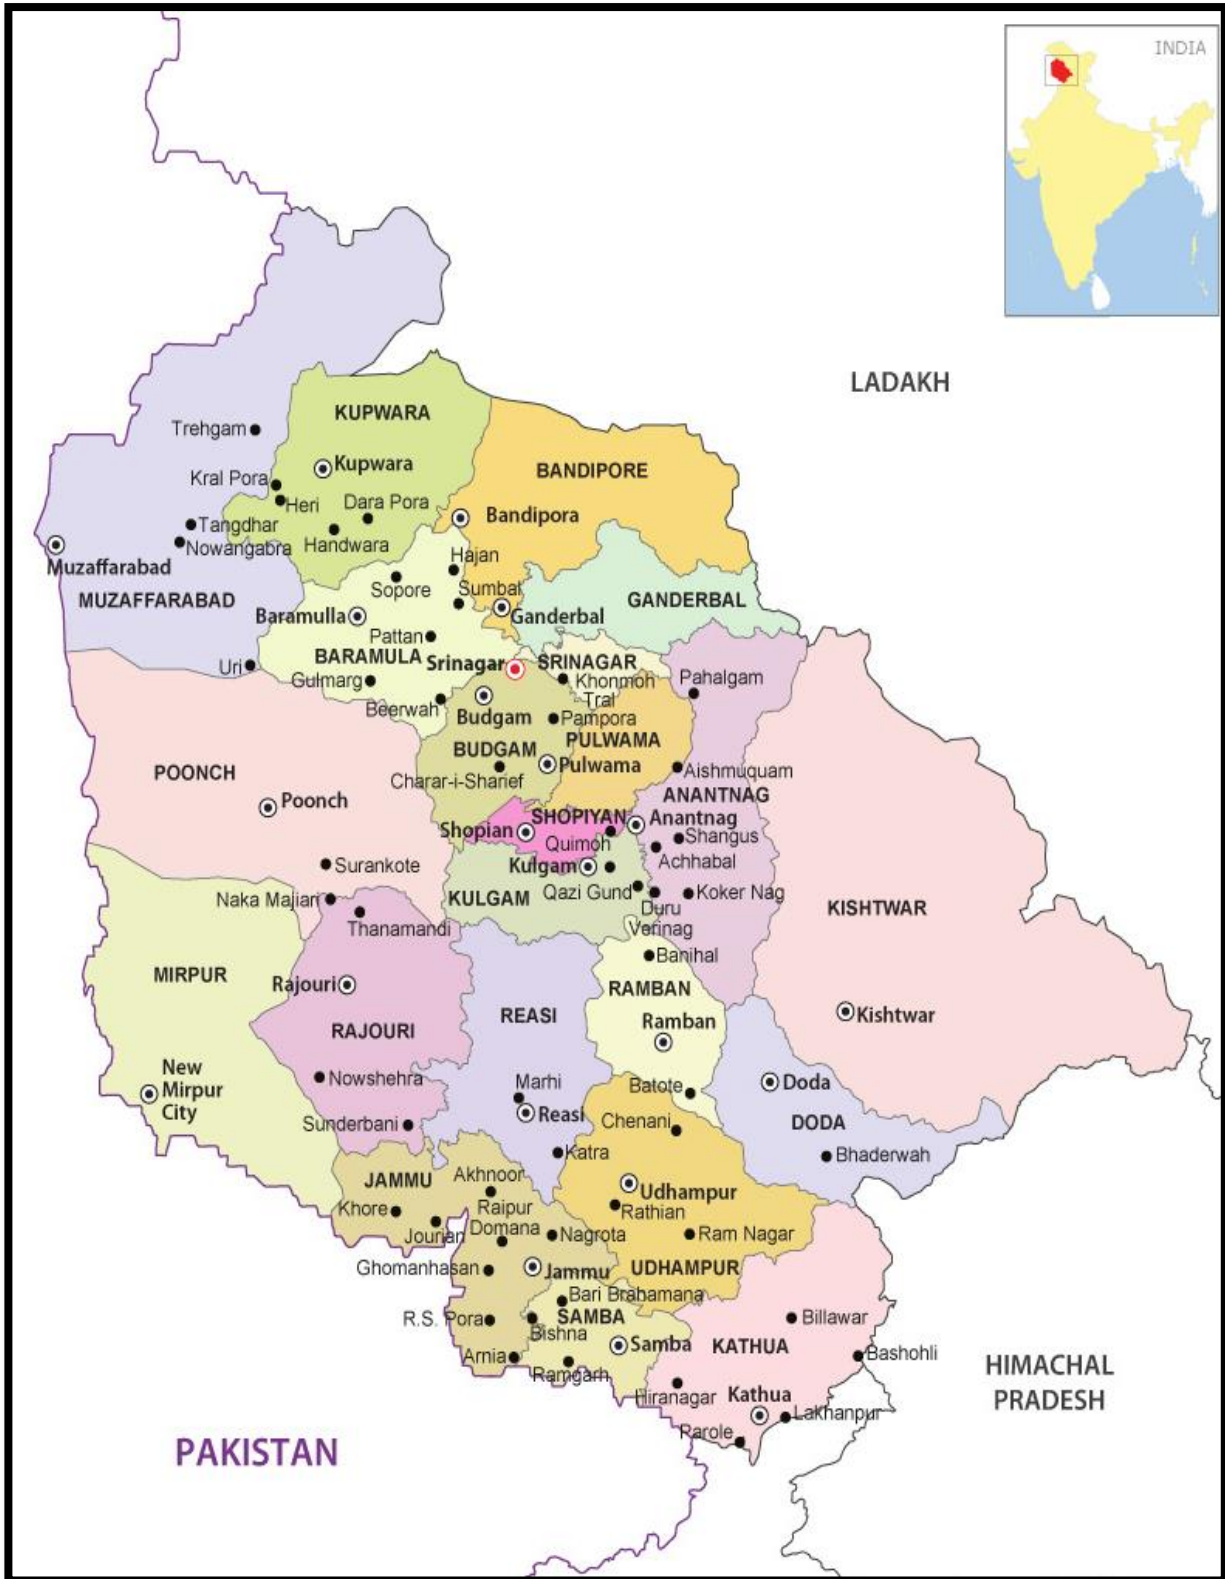 INDIA
LADAKH
KUPWARA
Trehgam
Kupwara
BANDIPORE
Kral Pora
Heri
Dara Pora
Bandipora
Tangdhar
Handwara
Nowangabra
Muzaffarabad
Hajan
MUZAFFARABAD
Sopore
Sumbal
GANDERBAL
Baramulla
Ganderbal
Pattan
BARAMULA
Srinagar
SRINAGAR
Uri
Gulmarg
Khonmoh
Pahalgam
Tral
Beerwah
Budgam
Pampora
PULWAMA
BUDGAM
Pulwama
POONCH
Charar-i-Sharief
Aishmuquam
ANANTNAG
Poonch
SHOPIYAN
Anantnag
Shopian
Quimoh
Shangus
Achhabal
Surankote
Kulgam
Naka Majiari
KULGAM
Qazi Gund
Koker Nag
Duru
KISHTWAR
Thanamandi
Verinag
Banihal
MIRPUR
Rajouri
RAMBAN
REASI
Ramban
Kishtwar
RAJOURI
New
Mirpur
City
Nowshehra
Marhi
Batote
Doda
Reasi
Chenani
DODA
Sunderbani
Katra
Bhaderwah
JAMMU
Akhnoor
Udhampur
Khore
Raipur
Rathian
Jourian
Domana
Nagrota
Ram Nagar
Ghomanhasan
Jammu
UDHAMPUR
Bari Brahamana
R.S. Pora
SAMBA
Billawar
Bishna
Samba
KATHUA
Arnia
Bashohli
Ramgarh
HIMACHAL
PRADESH
Hiranagar
Kathua
Lakhanpur
Parole
PAKISTAN